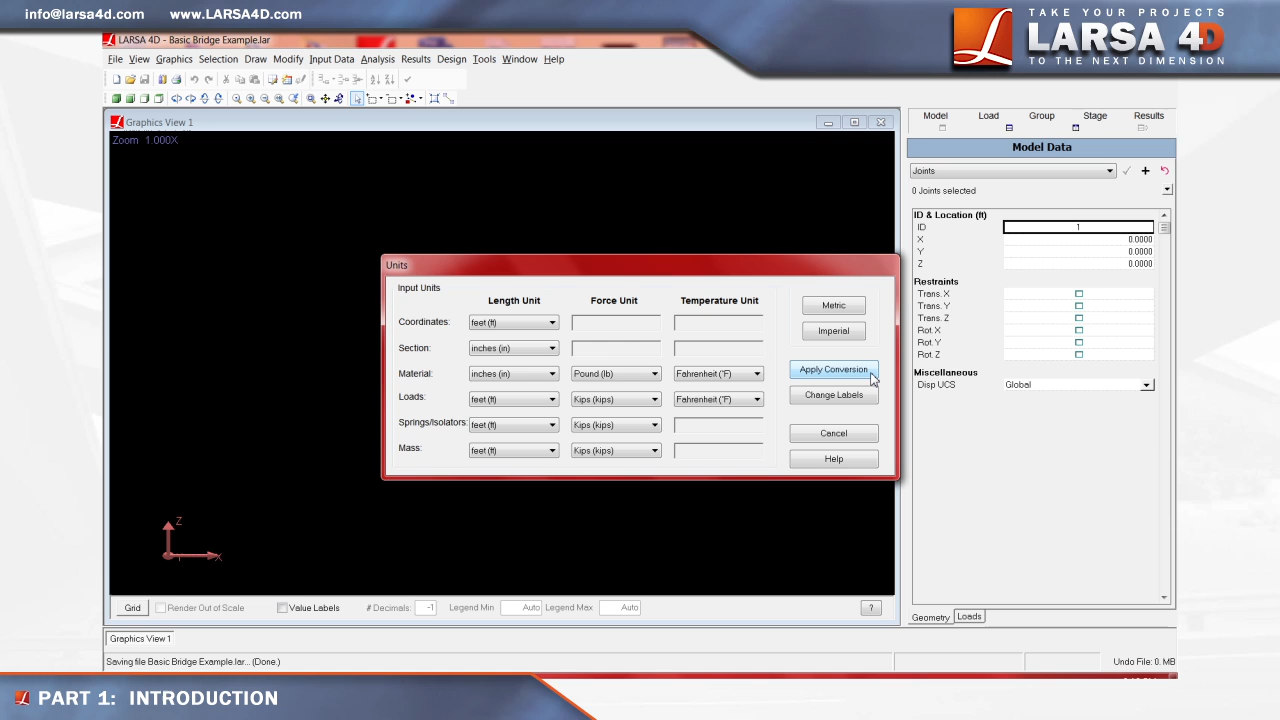 info@larsa4d.com www.LARSA4D.com
TAKE YOUR PROJECTS
LARSA 4D
TO THE NEXT DIMENSION
LARSA 4D - Basic Bridge Example.lar
File View Graphics Selection Draw Modify Input Data Analysis Results Design Tools Window Help
Graphics View 1
Zoom 1.000X
Model Load Group Stage Results
Model Data
Joints
0 Joints selected
ID & Location (ft)
ID 1
X 0.0000
Y 0.0000
Z 0.0000
Restraints
Trans. X
Trans. Y
Trans. Z
Rot. X
Rot. Y
Rot. Z
Miscellaneous
Disp UCS Global
Geometry Loads
Units
Input Units
Length Unit Force Unit Temperature Unit
Coordinates: feet (ft)
Section: inches (in)
Material: inches (in) Pound (lb) Fahrenheit (°F)
Loads: feet (ft) Kips (kips) Fahrenheit (°F)
Springs/Isolators: feet (ft) Kips (kips)
Mass: feet (ft) Kips (kips)
Metric
Imperial
Apply Conversion
Change Labels
Cancel
Help
Z
X
Grid Render Out of Scale Value Labels # Decimals: -1 Legend Min Auto Legend Max Auto ?
Graphics View 1
Saving file Basic Bridge Example.lar... (Done.) Undo File: 0. MB
PART 1: INTRODUCTION